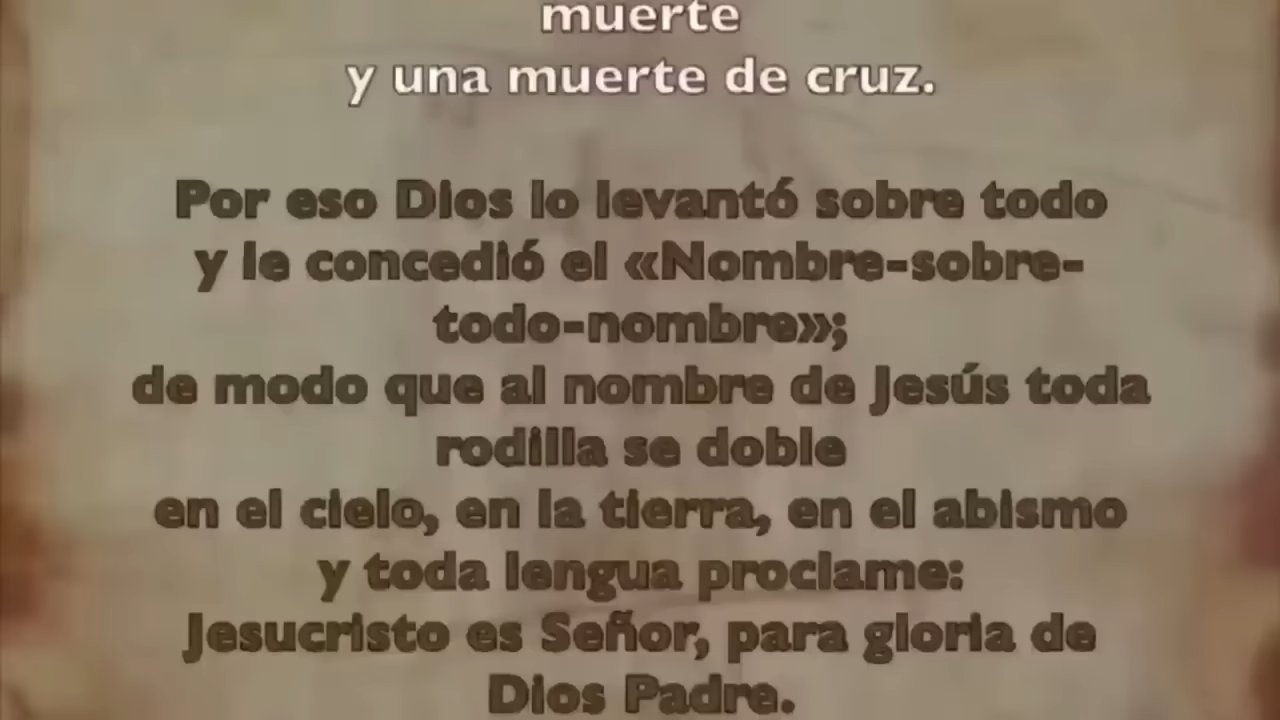 muerte
y una muerte de cruz.
Por eso Dios lo levantó sobre todo
y le concedió el «Nombre-sobre-
todo-nombre»;
de modo que al nombre de Jesús toda
rodilla se doble
en el cielo, en la tierra, en el abismo
y toda lengua proclame:
Jesucristo es Señor, para gloria de
Dios Padre.